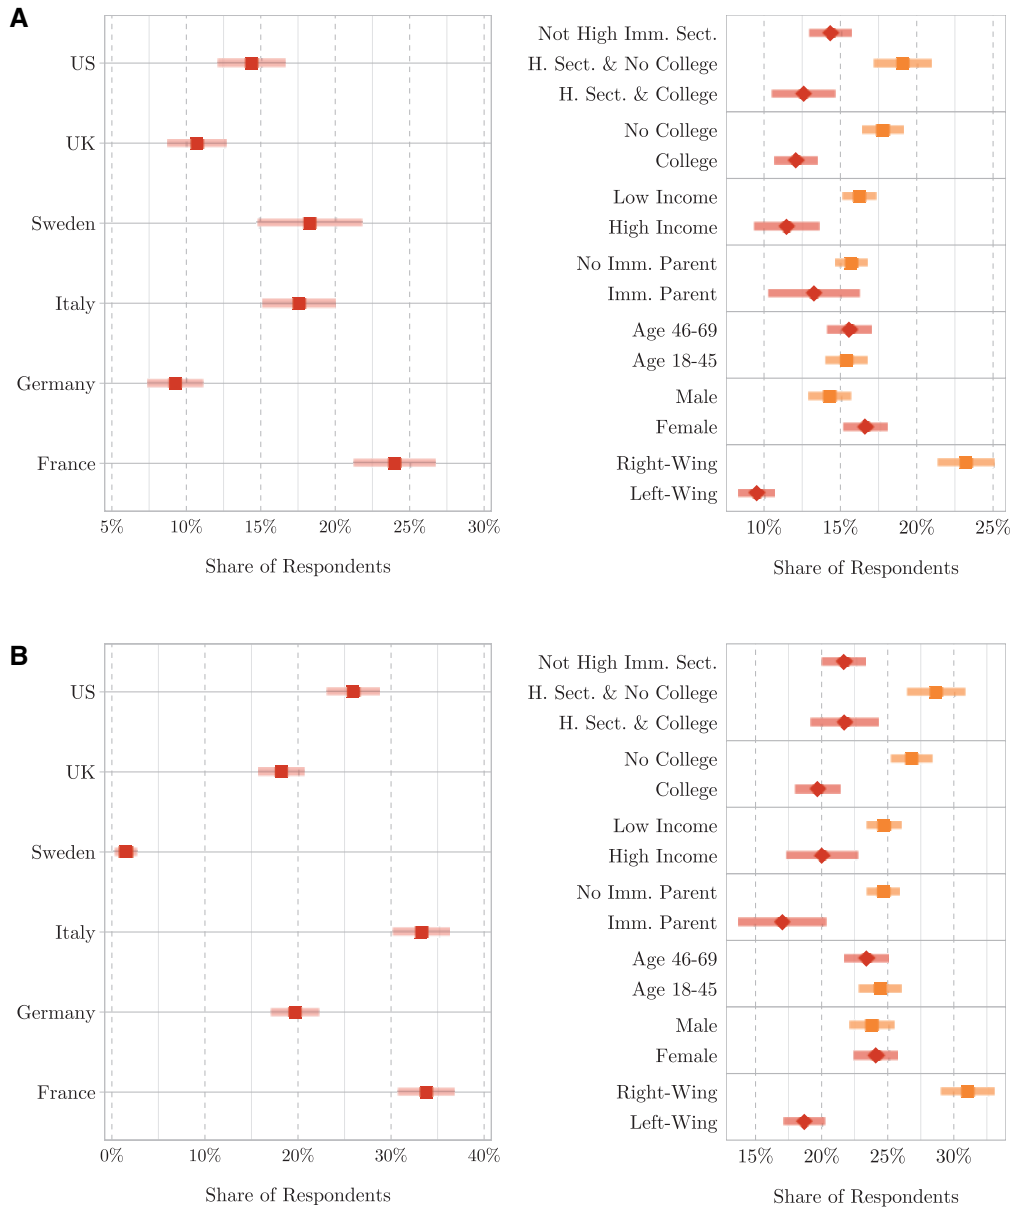 A
US
UK
Sweden
Italy
Germany
France
5% 10% 15% 20% 25% 30%
Share of Respondents
Not High Imm. Sect.
H. Sect. & No College
H. Sect. & College
No College
College
Low Income
High Income
No Imm. Parent
Imm. Parent
Age 46-69
Age 18-45
Male
Female
Right-Wing
Left-Wing
10% 15% 20% 25%
Share of Respondents
B
US
UK
Sweden
Italy
Germany
France
0% 10% 20% 30% 40%
Share of Respondents
Not High Imm. Sect.
H. Sect. & No College
H. Sect. & College
No College
College
Low Income
High Income
No Imm. Parent
Imm. Parent
Age 46-69
Age 18-45
Male
Female
Right-Wing
Left-Wing
15% 20% 25% 30%
Share of Respondents